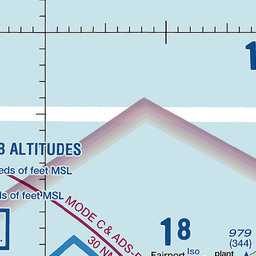 B ALTITUDES
eds of feet MSL
ds of feet MSL
MODE C & ADS-
30 NM
18
Iso
Fairport
plant
979
(344)